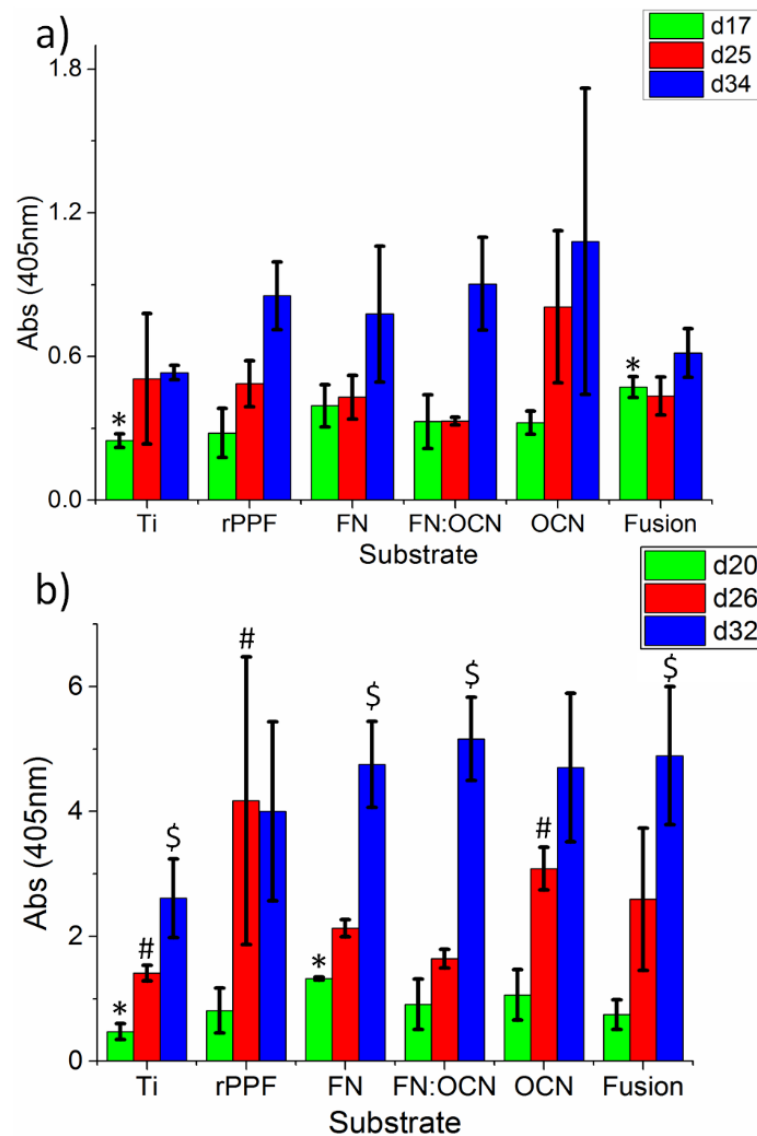 a)
d17
d25
d34
1.8
1.2
0.6
0.0
Abs (405nm)
*
*
Ti rPPF FN FN:OCN OCN Fusion
Substrate
b)
d20
d26
d32
6
4
2
0
Abs (405nm)
* # $
#
* $
$
#
$
Ti rPPF FN FN:OCN OCN Fusion
Substrate